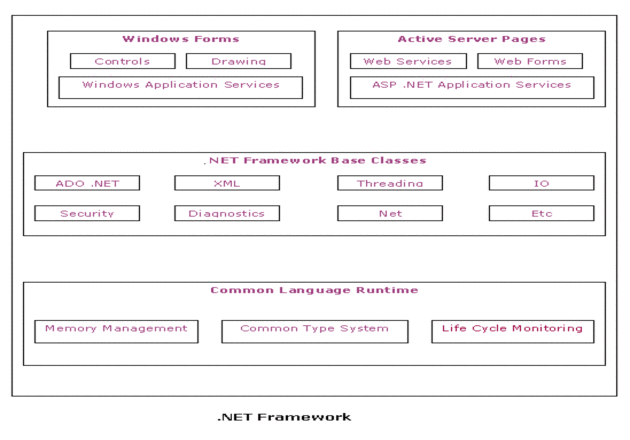 Windows Forms
Controls
Drawing
Windows Application Services
Active Server Pages
Web Services
Web Forms
ASP .NET Application Services
.NET Framework Base Classes
ADO .NET
XML
Threading
IO
Security
Diagnostics
Net
Etc
Common Language Runtime
Memory Management
Common Type System
Life Cycle Monitoring
.NET Framework